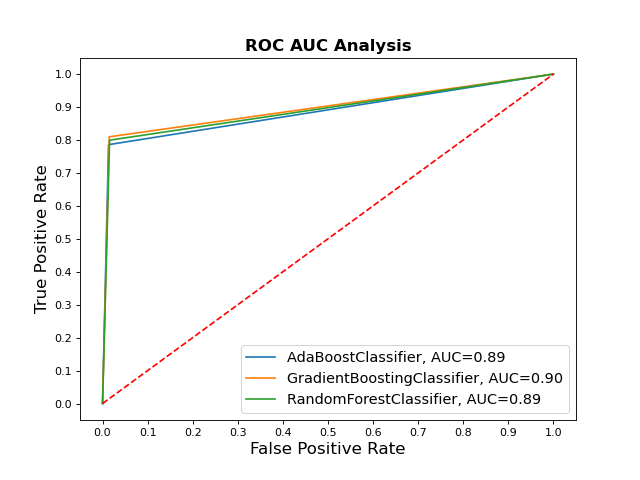 ROC AUC Analysis
True Positive Rate
1.0
0.9
0.8
0.7
0.6
0.5
0.4
0.3
0.2
0.1
0.0
AdaBoostClassifier, AUC=0.89
GradientBoostingClassifier, AUC=0.90
RandomForestClassifier, AUC=0.89
0.0 0.1 0.2 0.3 0.4 0.5 0.6 0.7 0.8 0.9 1.0
False Positive Rate